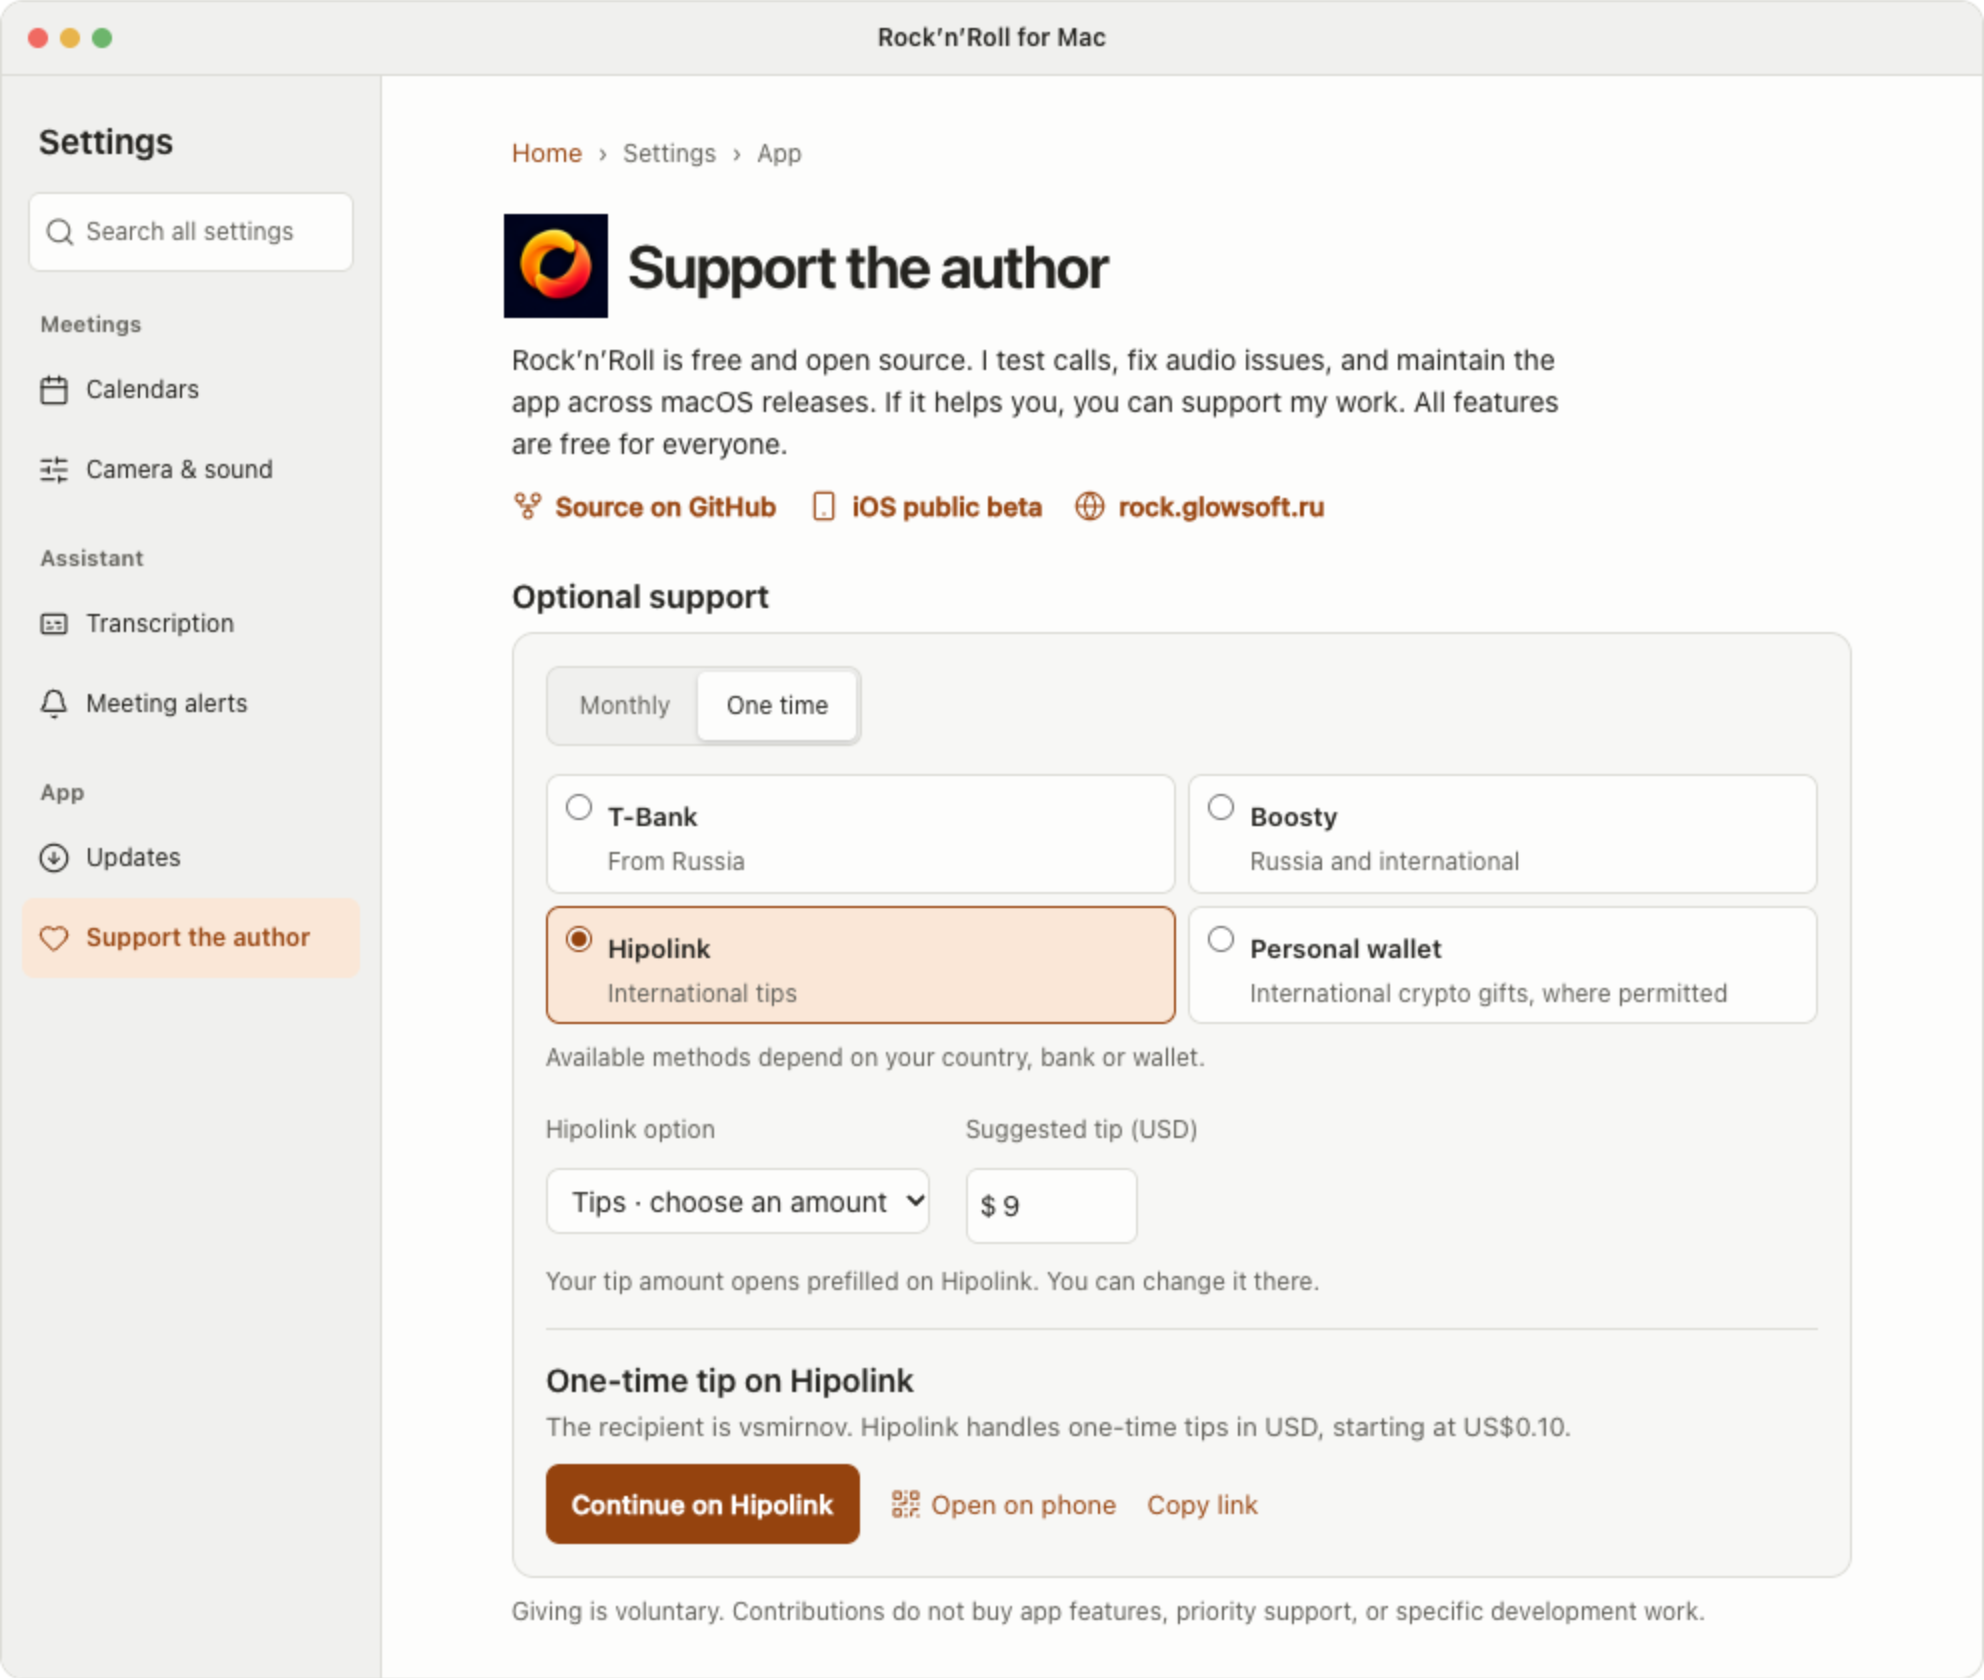 Rock’n’Roll for Mac
Settings
Search all settings
Meetings
Calendars
Camera & sound
Assistant
Transcription
Meeting alerts
App
Updates
Support the author
Home › Settings › App
Support the author
Rock’n’Roll is free and open source. I test calls, fix audio issues, and maintain the
app across macOS releases. If it helps you, you can support my work. All features
are free for everyone.
Source on GitHub iOS public beta rock.glowsoft.ru
Optional support
Monthly One time
T-Bank
From Russia
Boosty
Russia and international
Hipolink
International tips
Personal wallet
International crypto gifts, where permitted
Available methods depend on your country, bank or wallet.
Hipolink option
Tips · choose an amount
Suggested tip (USD)
$ 9
Your tip amount opens prefilled on Hipolink. You can change it there.
One-time tip on Hipolink
The recipient is vsmirnov. Hipolink handles one-time tips in USD, starting at US$0.10.
Continue on Hipolink Open on phone Copy link
Giving is voluntary. Contributions do not buy app features, priority support, or specific development work.